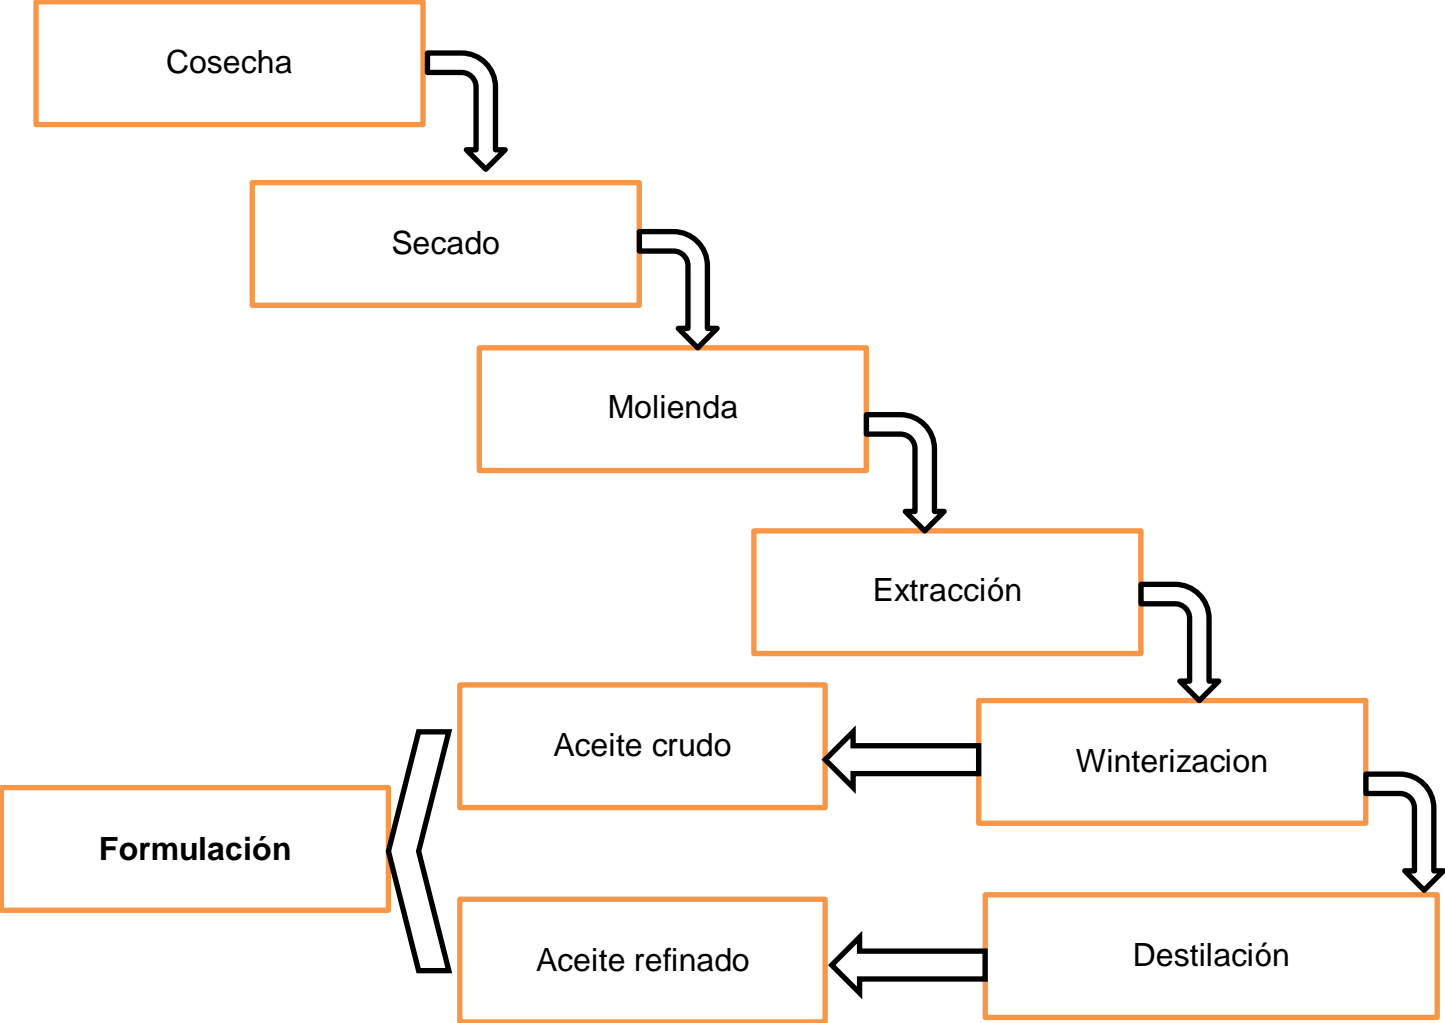 Cosecha
Secado
Molienda
Extracción
Aceite crudo
Winterizacion
Formulación
Aceite refinado
Destilación